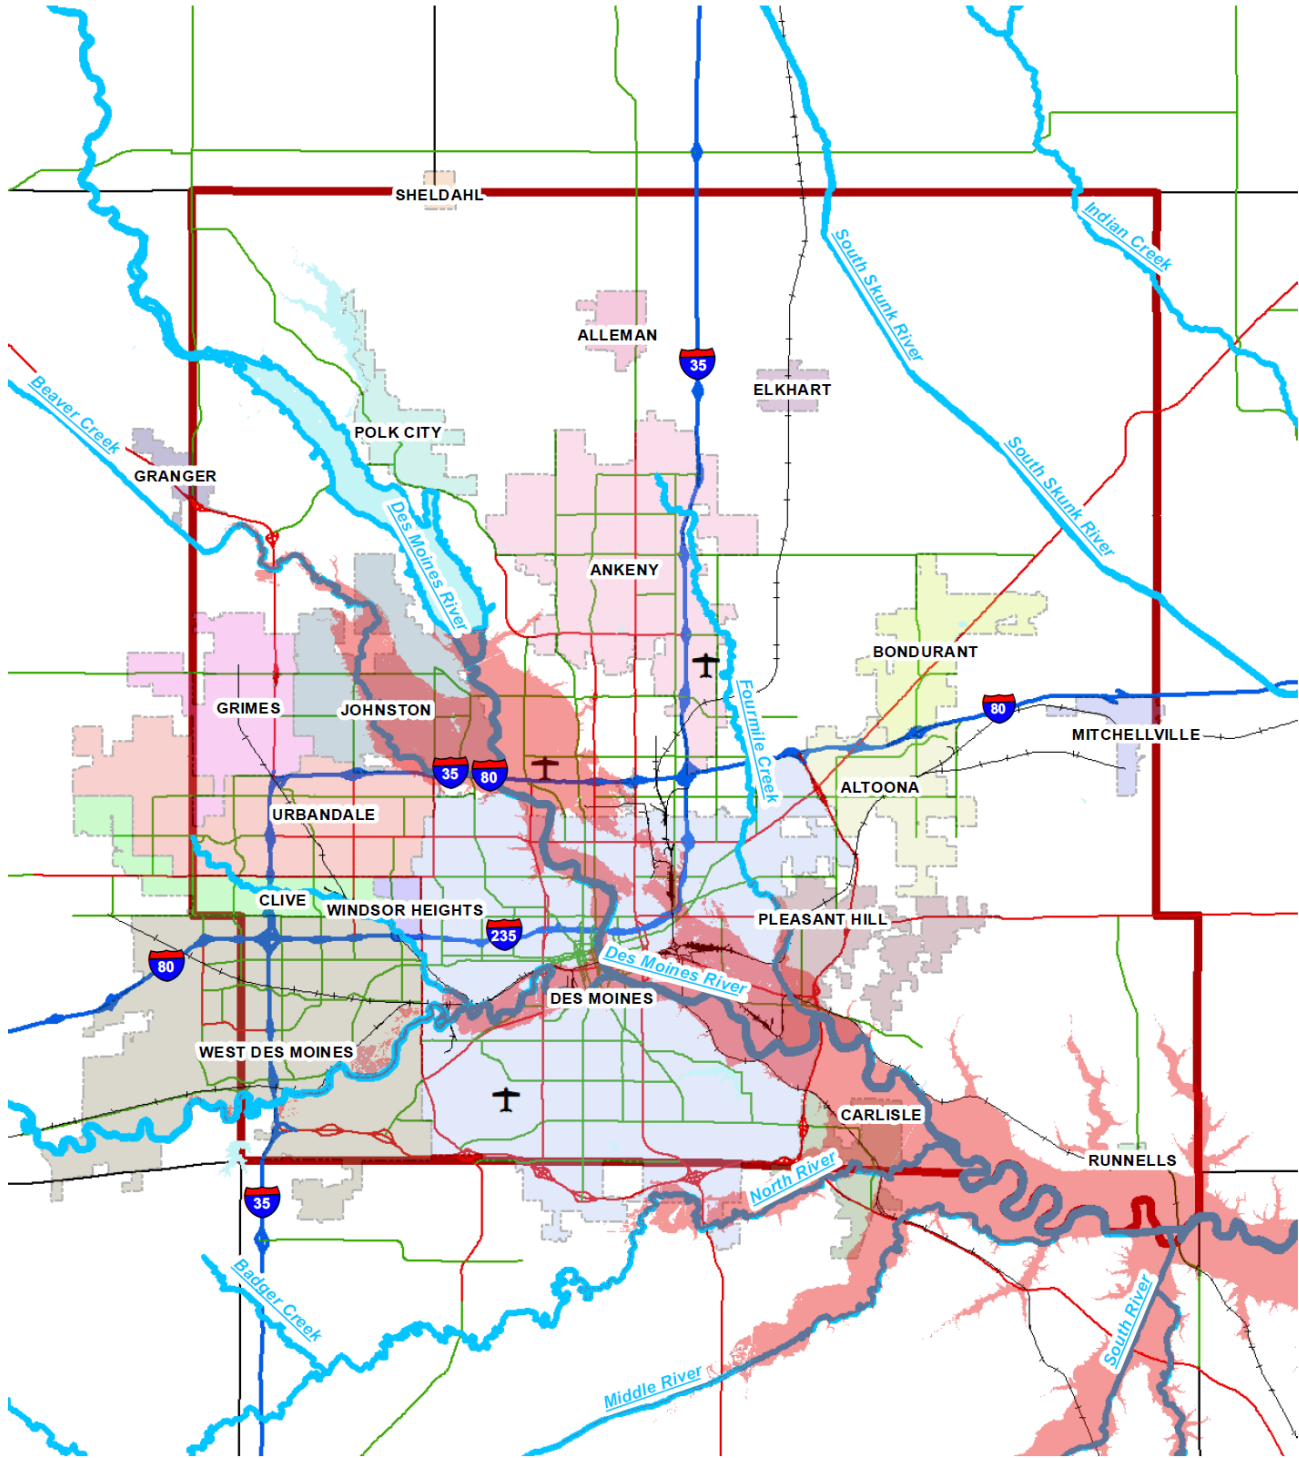 SHELDAHL
Indian Creek
South Skunk River
ALLEMAN
35
ELKHART
Beaver Creek
POLK CITY
GRANGER
South Skunk River
Des Moines River
ANKENY
BONDURANT
GRIMES
JOHNSTON
Fourmile Creek
80
MITCHELLVILLE
35
80
ALTOONA
URBANDALE
CLIVE
WINDSOR HEIGHTS
PLEASANT HILL
235
80
Des Moines River
DES MOINES
WEST DES MOINES
CARLISLE
RUNNELLS
North River
35
Badger Creek
South River
Middle River